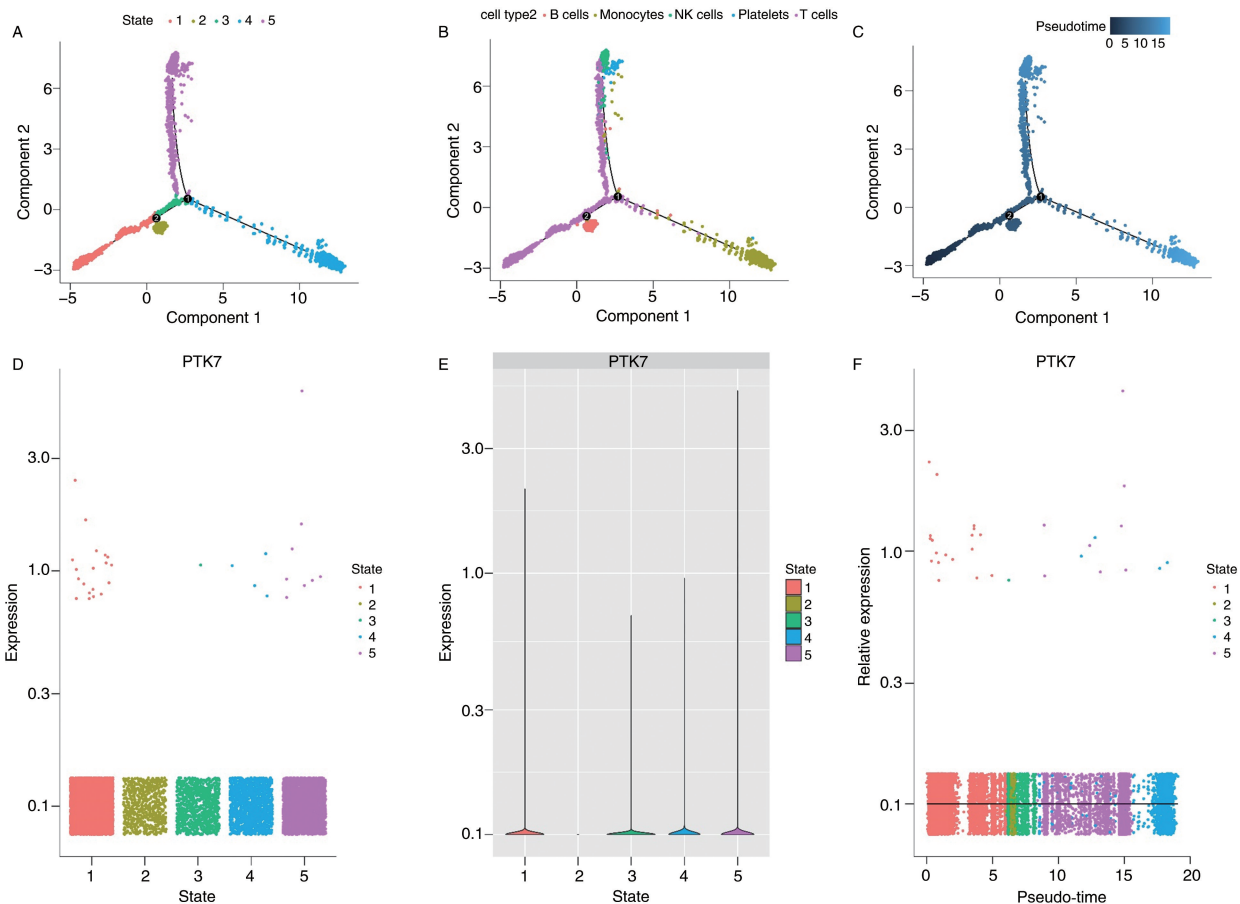 A
State 1 2 3 4 5
Component 2
6
3
0
−3
1
2
−5 0 5 10
Component 1
B
cell type2 B cells Monocytes NK cells Platelets T cells
Component 2
6
3
0
−3
1
2
−5 0 5 10
Component 1
C
Pseudotime
0 5 10 15
Component 2
6
3
0
−3
1
2
−5 0 5 10
Component 1
D
PTK7
Expression
3.0
1.0
0.3
0.1
1 2 3 4 5
State
State
1
2
3
4
5
E
PTK7
Expression
3.0
1.0
0.3
0.1
1 2 3 4 5
State
State
1
2
3
4
5
F
PTK7
Relative expression
3.0
1.0
0.3
0.1
0 5 10 15 20
Pseudo-time
State
1
2
3
4
5